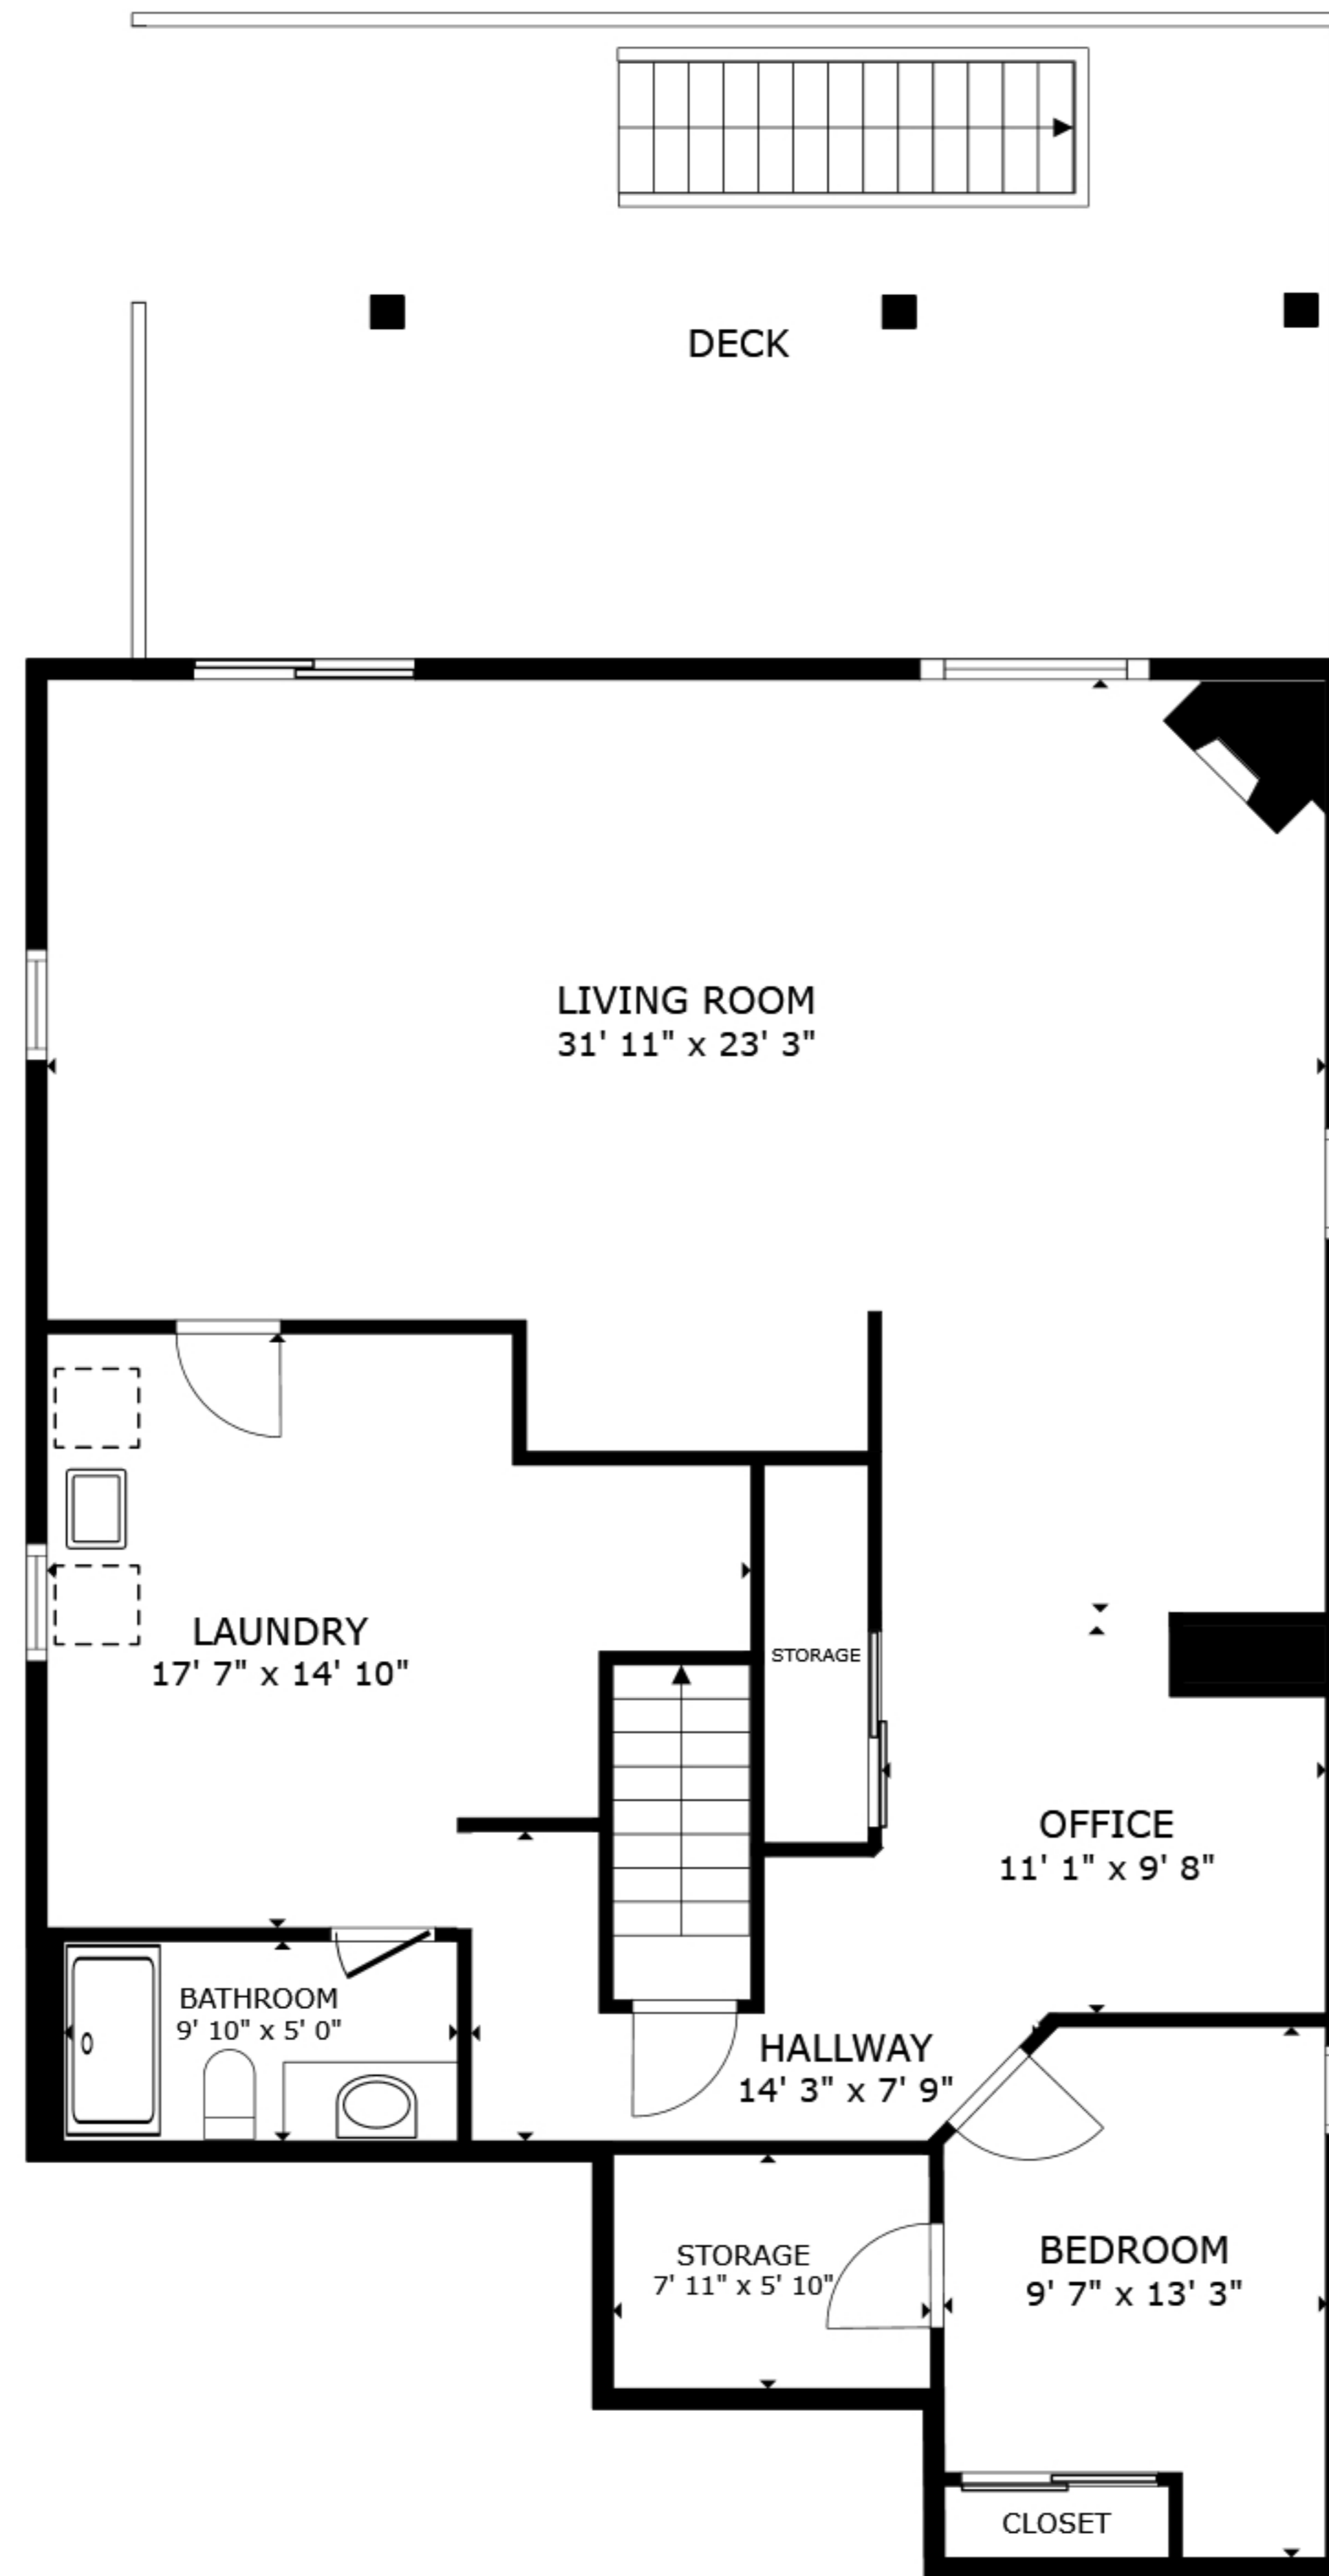 DECK
LIVING ROOM
31' 11" x 23' 3"
LAUNDRY
17' 7" x 14' 10"
STORAGE
OFFICE
11' 1" x 9' 8"
BATHROOM
9' 10" x 5' 0"
HALLWAY
14' 3" x 7' 9"
STORAGE
7' 11" x 5' 10"
BEDROOM
9' 7" x 13' 3"
CLOSET